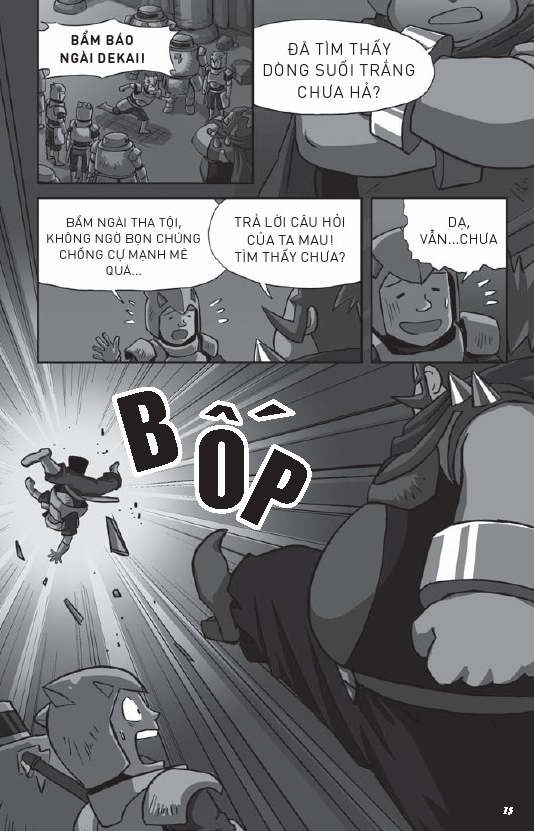 BẨM BÁO
NGÀI DEKAI!
ĐÃ TÌM THẤY
DÒNG SUỐI TRẮNG
CHƯA HẢ?
BẨM NGÀI THA TỘI,
KHÔNG NGỜ BỌN CHÚNG
CHỐNG CỰ MẠNH MẼ
QUÁ...
TRẢ LỜI CÂU HỎI
CỦA TA MAU!
TÌM THẤY CHƯA?
DẠ,
VẪN...CHƯA
BỐP
15